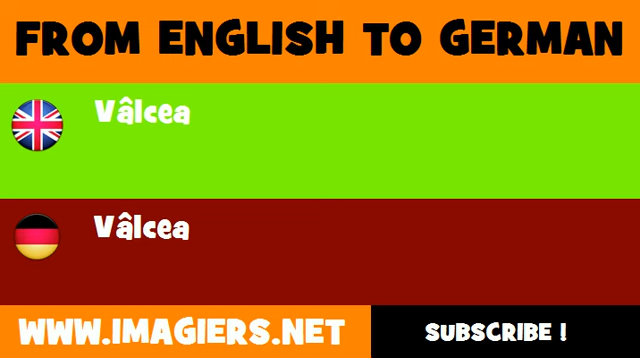 FROM ENGLISH TO GERMAN
Vâlcea
Vâlcea
WWW.IMAGIERS.NET
SUBSCRIBE !